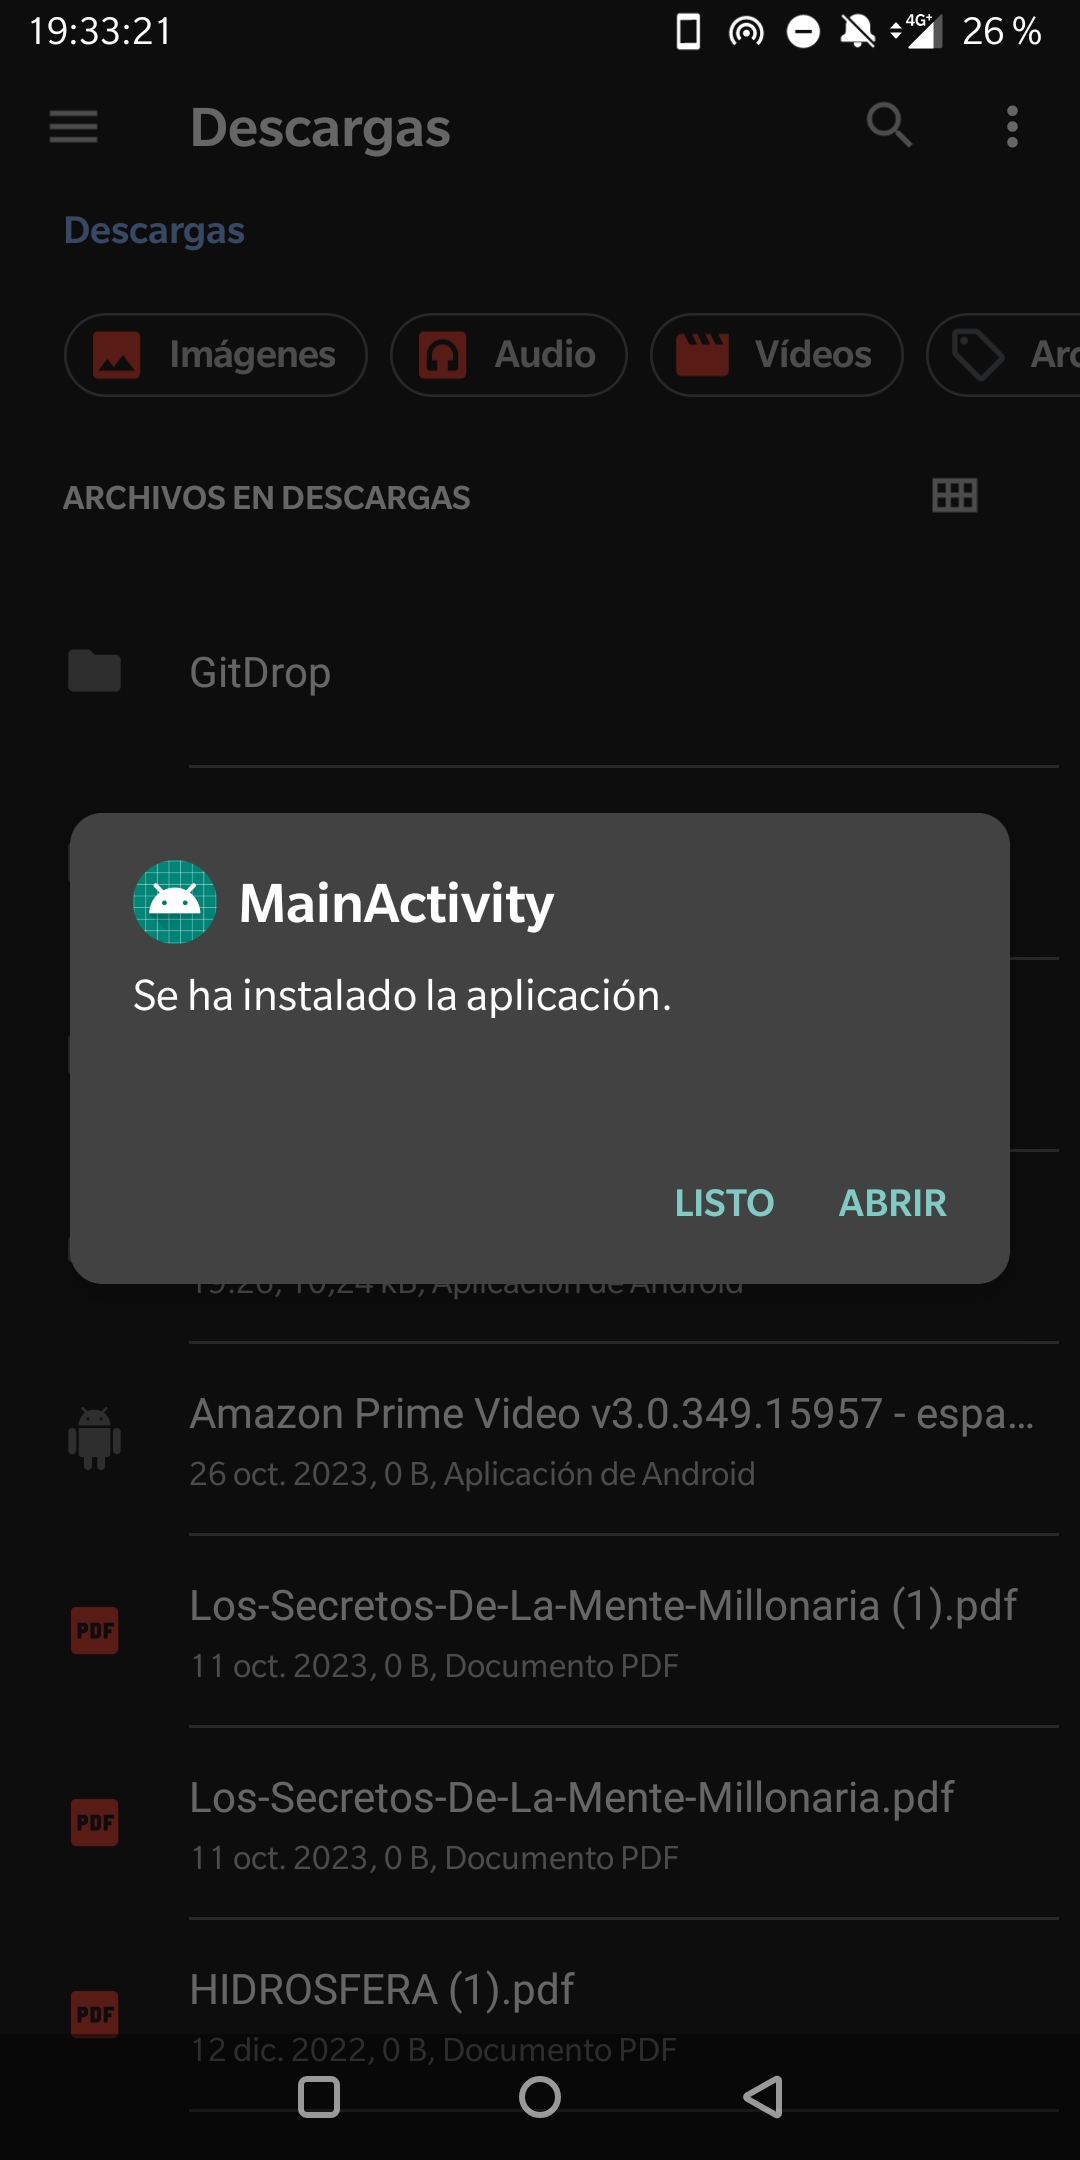 19:33:21
4G+
26 %
Descargas
Descargas
Imágenes
Audio
Vídeos
ARCHIVOS EN DESCARGAS
GitDrop
MainActivity
Se ha instalado la aplicación.
LISTO
ABRIR
19:26, 10,24 kB, Aplicación de Android
Amazon Prime Video v3.0.349.15957 - espa...
26 oct. 2023, 0 B, Aplicación de Android
Los-Secretos-De-La-Mente-Millonaria (1).pdf
PDF
11 oct. 2023, 0 B, Documento PDF
Los-Secretos-De-La-Mente-Millonaria.pdf
PDF
11 oct. 2023, 0 B, Documento PDF
HIDROSFERA (1).pdf
PDF
12 dic. 2022, 0 B, Documento PDF